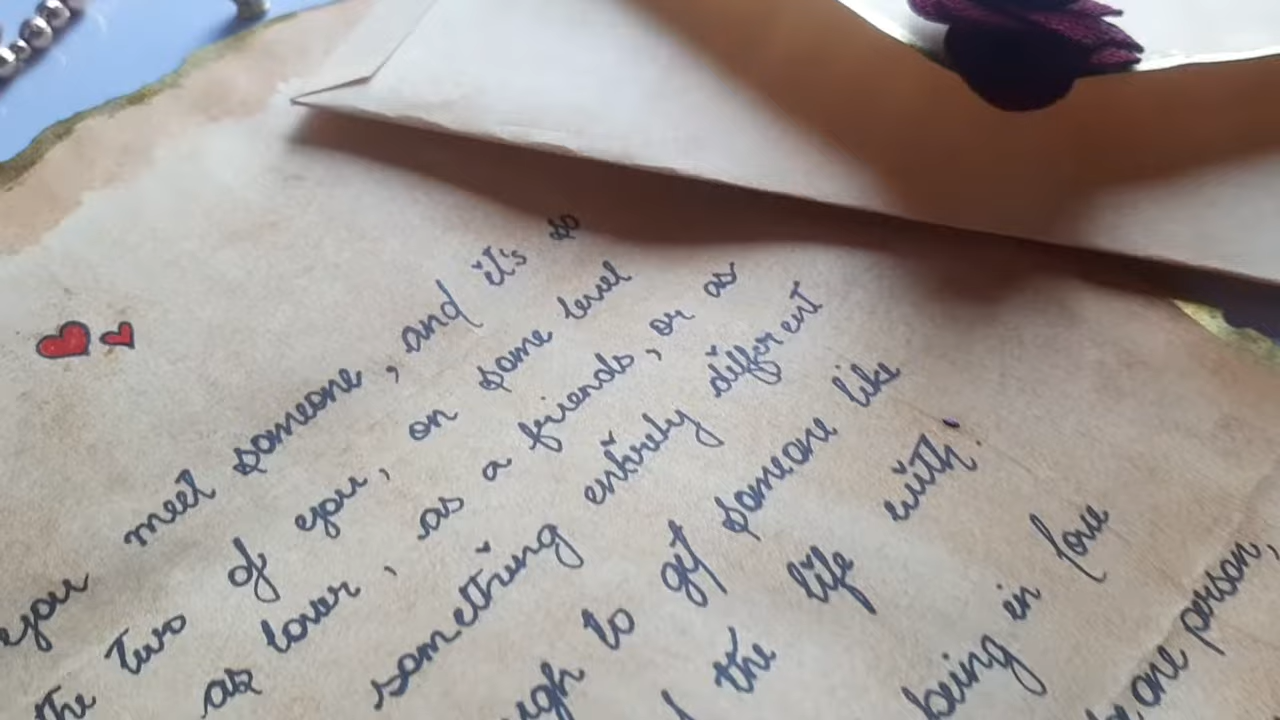 you meet someone, and it's so
the two of you, on some level
as lover, as a friends, or as
something entirely different
to get someone like
the life with.
being in love
one person,